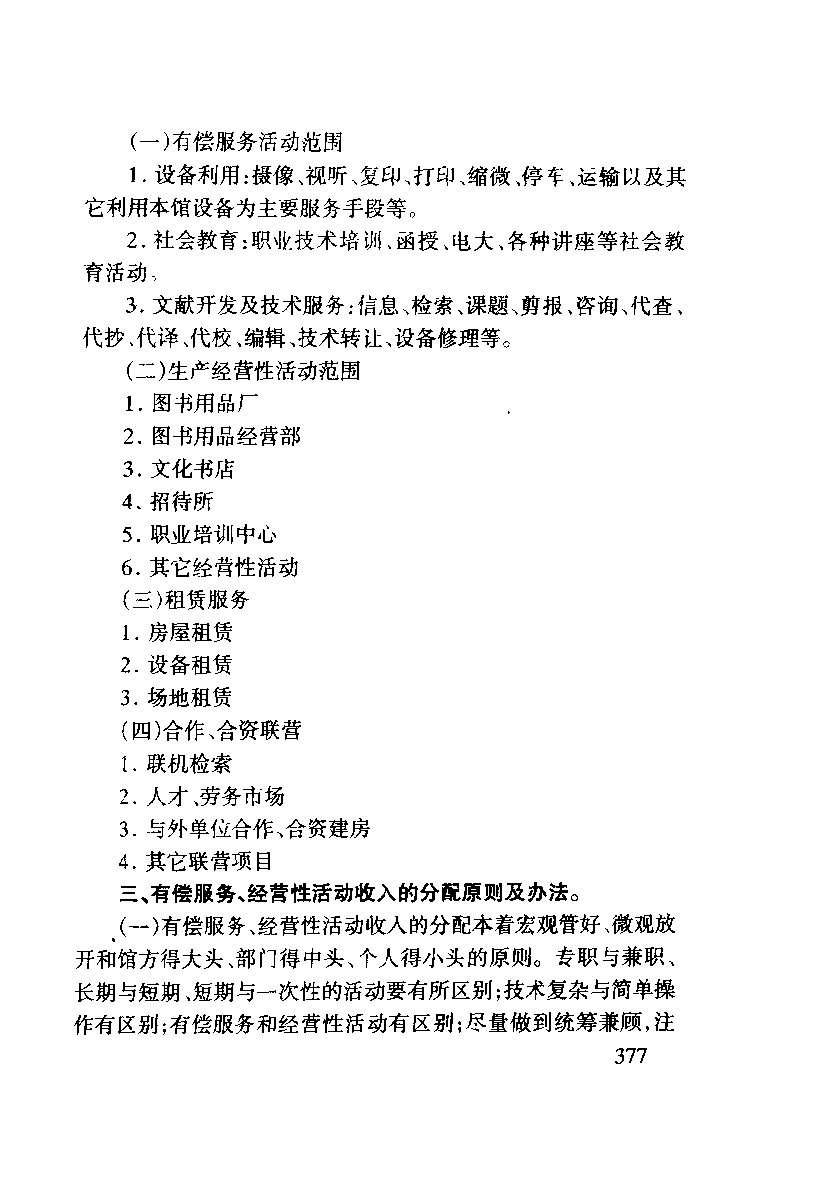 (一)有偿服务活动范围
1. 设备利用:摄像、视听、复印、打印、缩微、停车、运输以及其
它利用本馆设备为主要服务手段等。
2. 社会教育:职业技术培训、函授、电大、各种讲座等社会教
育活动。
3. 文献开发及技术服务:信息、检索、课题、剪报、咨询、代查、
代抄、代译、代校、编辑、技术转让、设备修理等。
(二)生产经营性活动范围
1. 图书用品厂
2. 图书用品经营部
3. 文化书店
4. 招待所
5. 职业培训中心
6. 其它经营性活动
(三)租赁服务
1. 房屋租赁
2. 设备租赁
3. 场地租赁
(四)合作、合资联营
1. 联机检索
2. 人才、劳务市场
3. 与外单位合作、合资建房
4. 其它联营项目
三、有偿服务、经营性活动收入的分配原则及办法。
(一)有偿服务、经营性活动收入的分配本着宏观管好、微观放
开和馆方得大头、部门得中头、个人得小头的原则。专职与兼职、
长期与短期、短期与一次性的活动要有所区别;技术复杂与简单操
作有区别;有偿服务和经营性活动有区别;尽量做到统筹兼顾,注
377